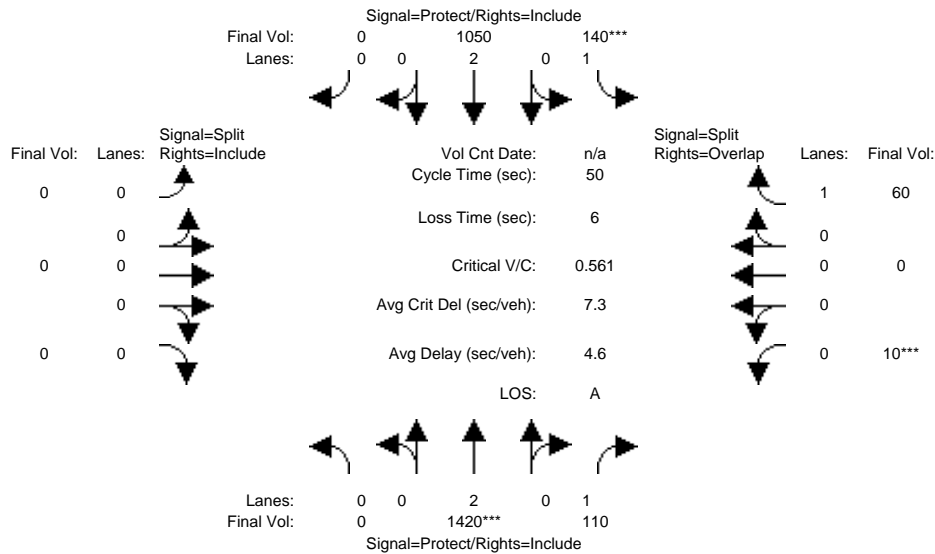 Signal=Protect/Rights=Include
Final Vol: 0 1050 140***
Lanes: 0 0 2 0 1
Signal=Split Signal=Split
Final Vol: Lanes: Rights=Include Vol Cnt Date: n/a Rights=Overlap Lanes: Final Vol:
Cycle Time (sec): 50
0 0 1 60
Loss Time (sec): 6
0 0
0 0 Critical V/C: 0.561 0 0
0 Avg Crit Del (sec/veh): 7.3 0
0 0 Avg Delay (sec/veh): 4.6 0 10***
LOS: A
Lanes: 0 0 2 0 1
Final Vol: 0 1420*** 110
Signal=Protect/Rights=Include